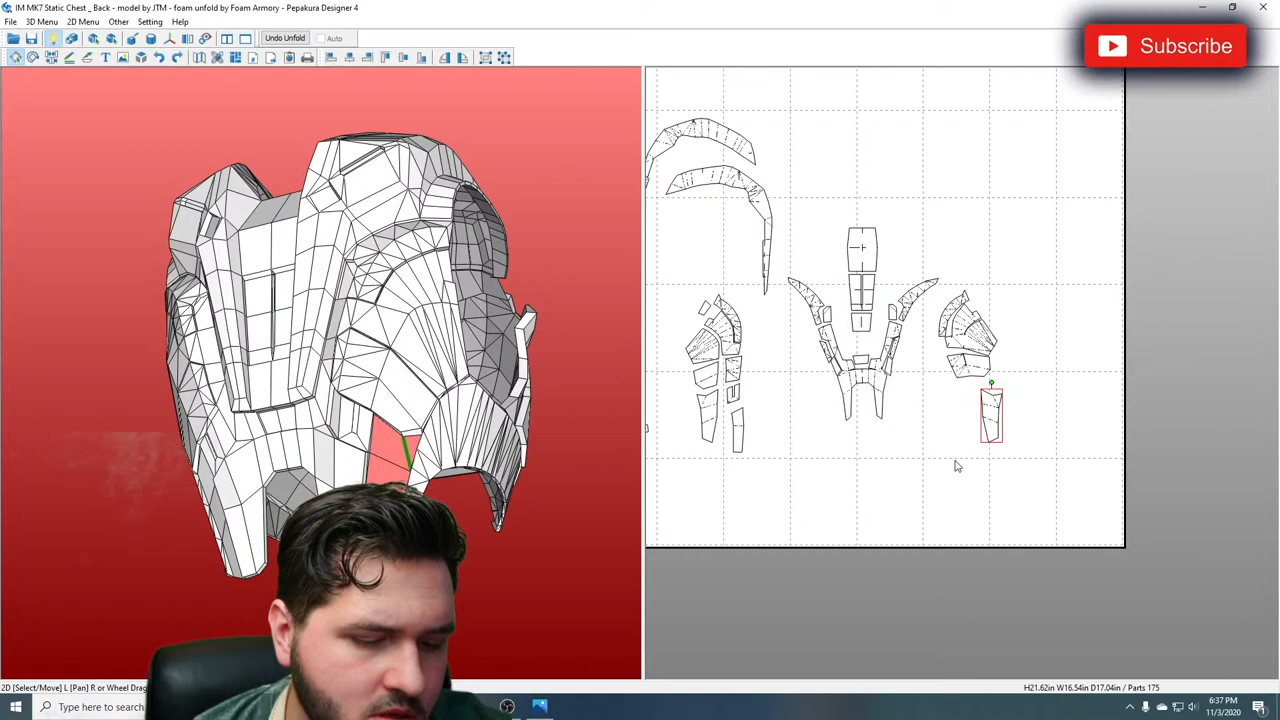 IM MK7 Static Chest _ Back - model by JTM - foam unfold by Foam Armory - Pepakura Designer 4
File 3D Menu 2D Menu Other Setting Help
Undo Unfold
Auto
Subscribe
2D [Select/Move] L [Pan] R or Wheel Drag
H21.62in W16.54in D17.04in / Parts 175
Type here to search
6:37 PM
11/3/2020
1